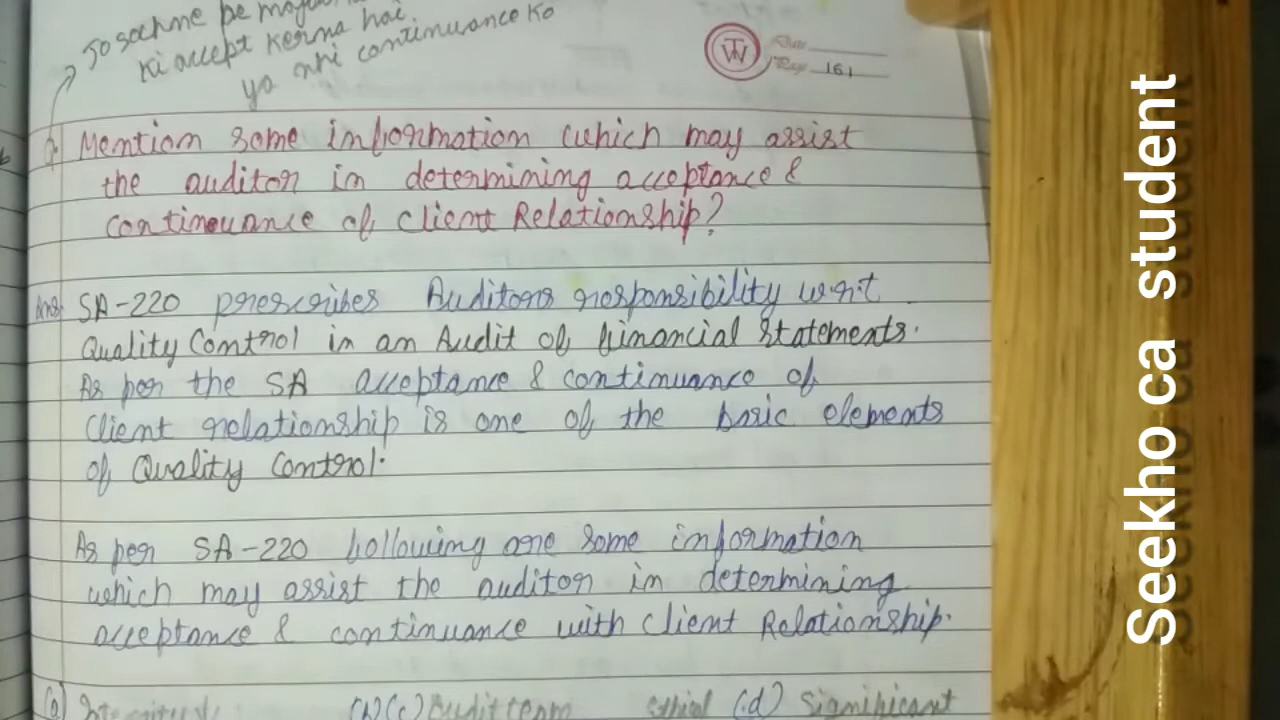 Jo sochne pe majbur
ki accept kerna hai
ya nhi continuance ko
Date
Page 161
Q. Mention some information which may assist
the auditor in determining acceptance &
continuance of Client Relationship?
Ans. SA-220 prescribes Auditors responsibility w.r.t
Quality Control in an Audit of financial statements.
As per the SA acceptance & continuance of
Client relationship is one of the basic elements
of Quality Control.
As per SA-220 following are some information
which may assist the auditor in determining
acceptance & continuance with Client Relationship.
(a) Integrity (b) (c) Audit team ethical (d) Significant
Seekho ca student